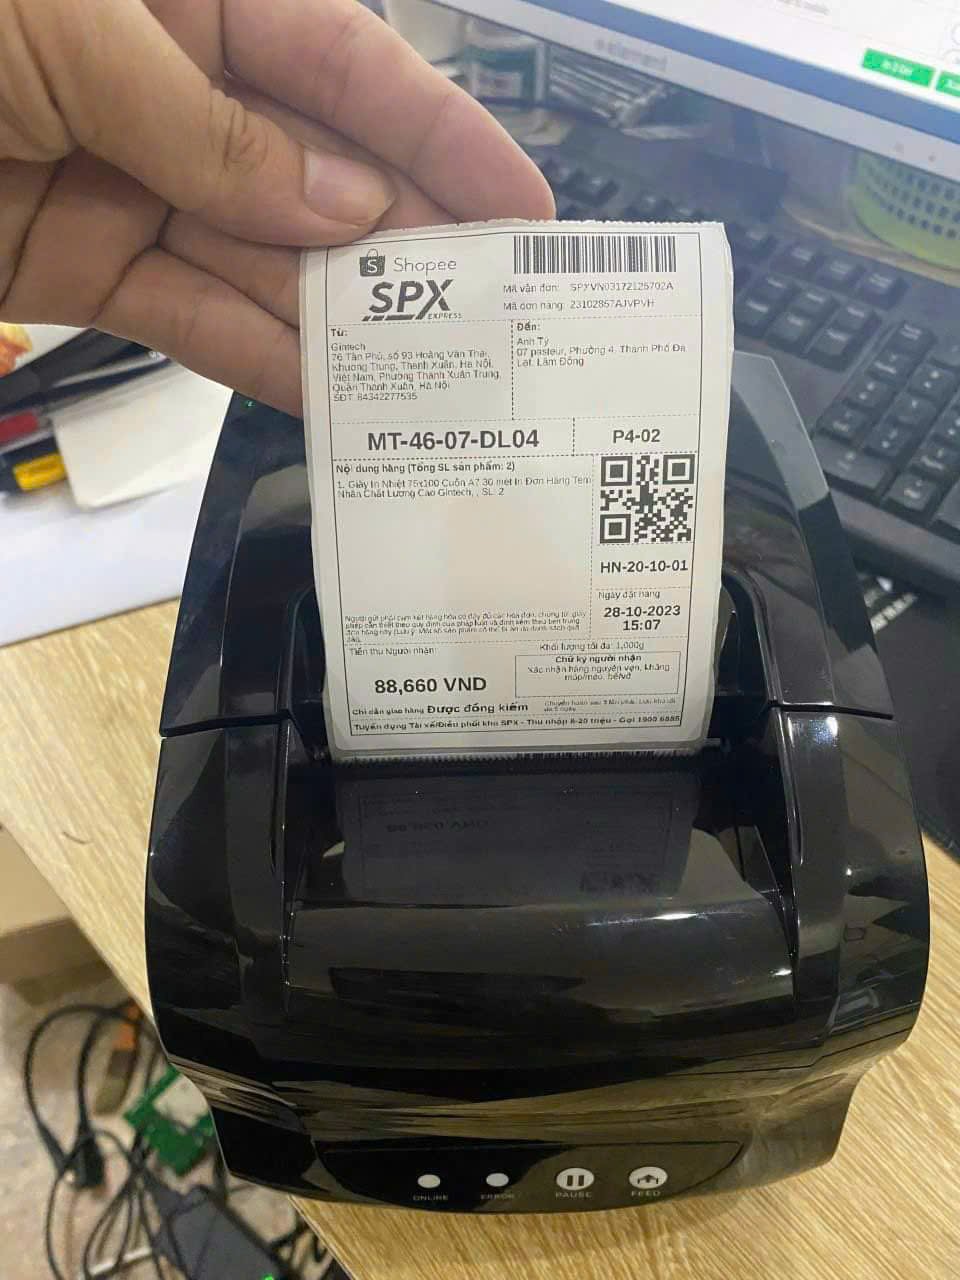 Shopee
SPX
EXPRESS
Mã vận đơn: SPXVN03172125702A
Mã đơn hàng: 23102857AJVPVH
Từ:
Gintech
76 Tân Phú, số 93 Hoàng Văn Thái,
Khương Trung, Thanh Xuân, Hà Nội,
Việt Nam, Phường Thanh Xuân Trung,
Quận Thanh Xuân, Hà Nội
SĐT: 84342277535
Đến:
Anh Tý
07 pasteur, Phường 4, Thành Phố Đà
Lạt, Lâm Đồng
MT-46-07-DL04
P4-02
Nội dung hàng (Tổng SL sản phẩm: 2)
1. Giấy In Nhiệt 75x100 Cuộn A7 30 mét In Đơn Hàng Tem
Nhãn Chất Lượng Cao Gintech, , SL: 2
HN-20-10-01
Ngày đặt hàng
28-10-2023
15:07
Tiền thu Người nhận:
88,660 VND
Khối lượng tối đa: 1,000g
Chữ ký người nhận
Xác nhận hàng nguyên vẹn, không
móp/méo, bể/vỡ
Chỉ dẫn giao hàng Được đồng kiểm
Tuyển dụng Tài xế/Điều phối kho SPX - Thu nhập 8-20 triệu - Gọi 1900 6885
ONLINE
ERROR
PAUSE
FEED